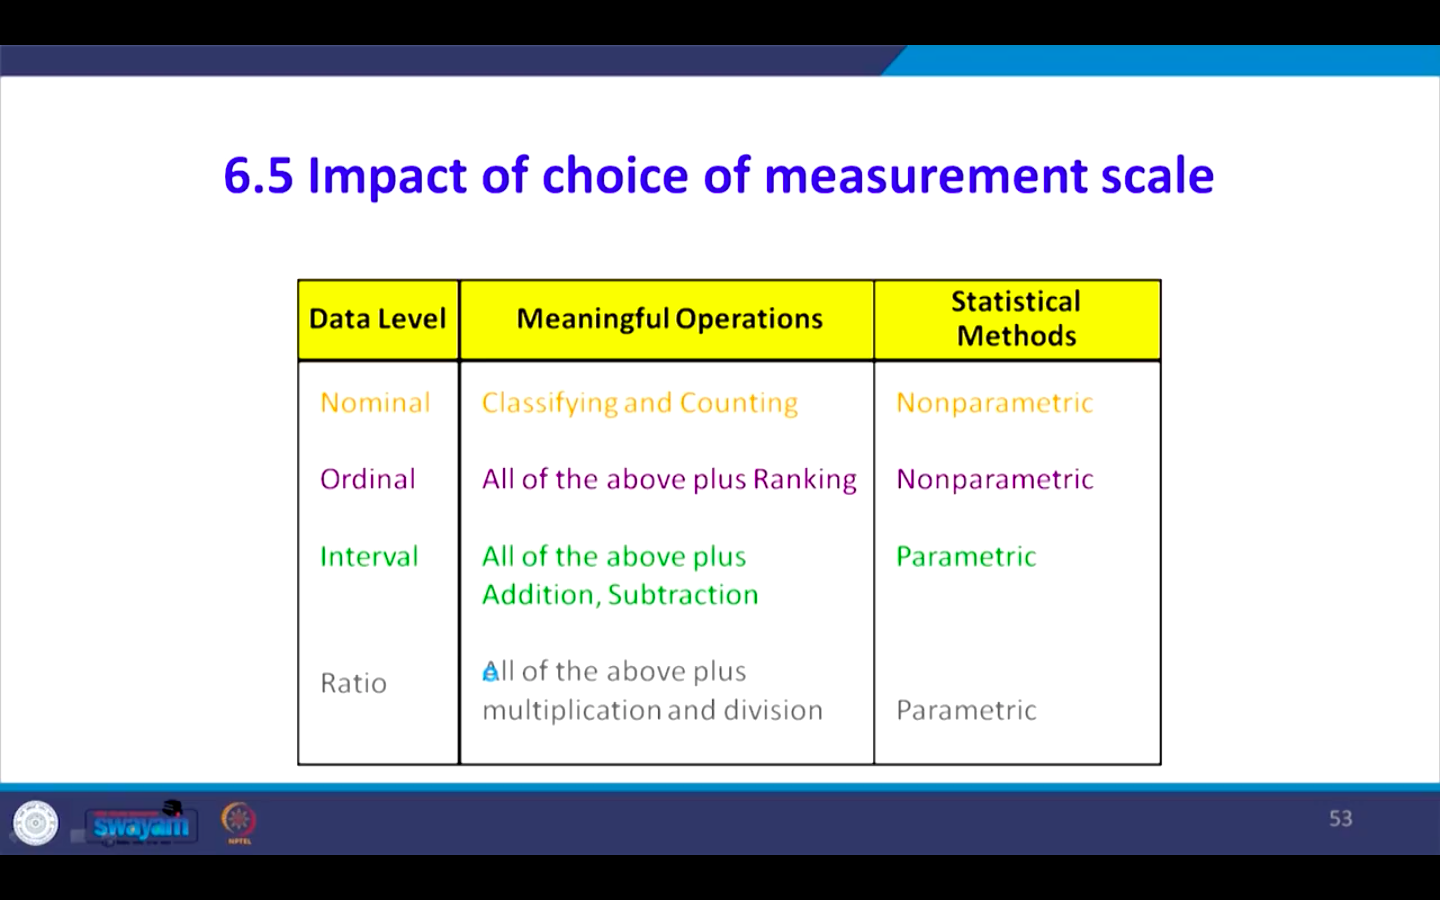 6.5 Impact of choice of measurement scale
Data Level
Meaningful Operations
Statistical
Methods
Nominal
Classifying and Counting
Nonparametric
Ordinal
All of the above plus Ranking
Nonparametric
Interval
All of the above plus
Addition, Subtraction
Parametric
Ratio
All of the above plus
multiplication and division
Parametric
swayam
NPTEL
53